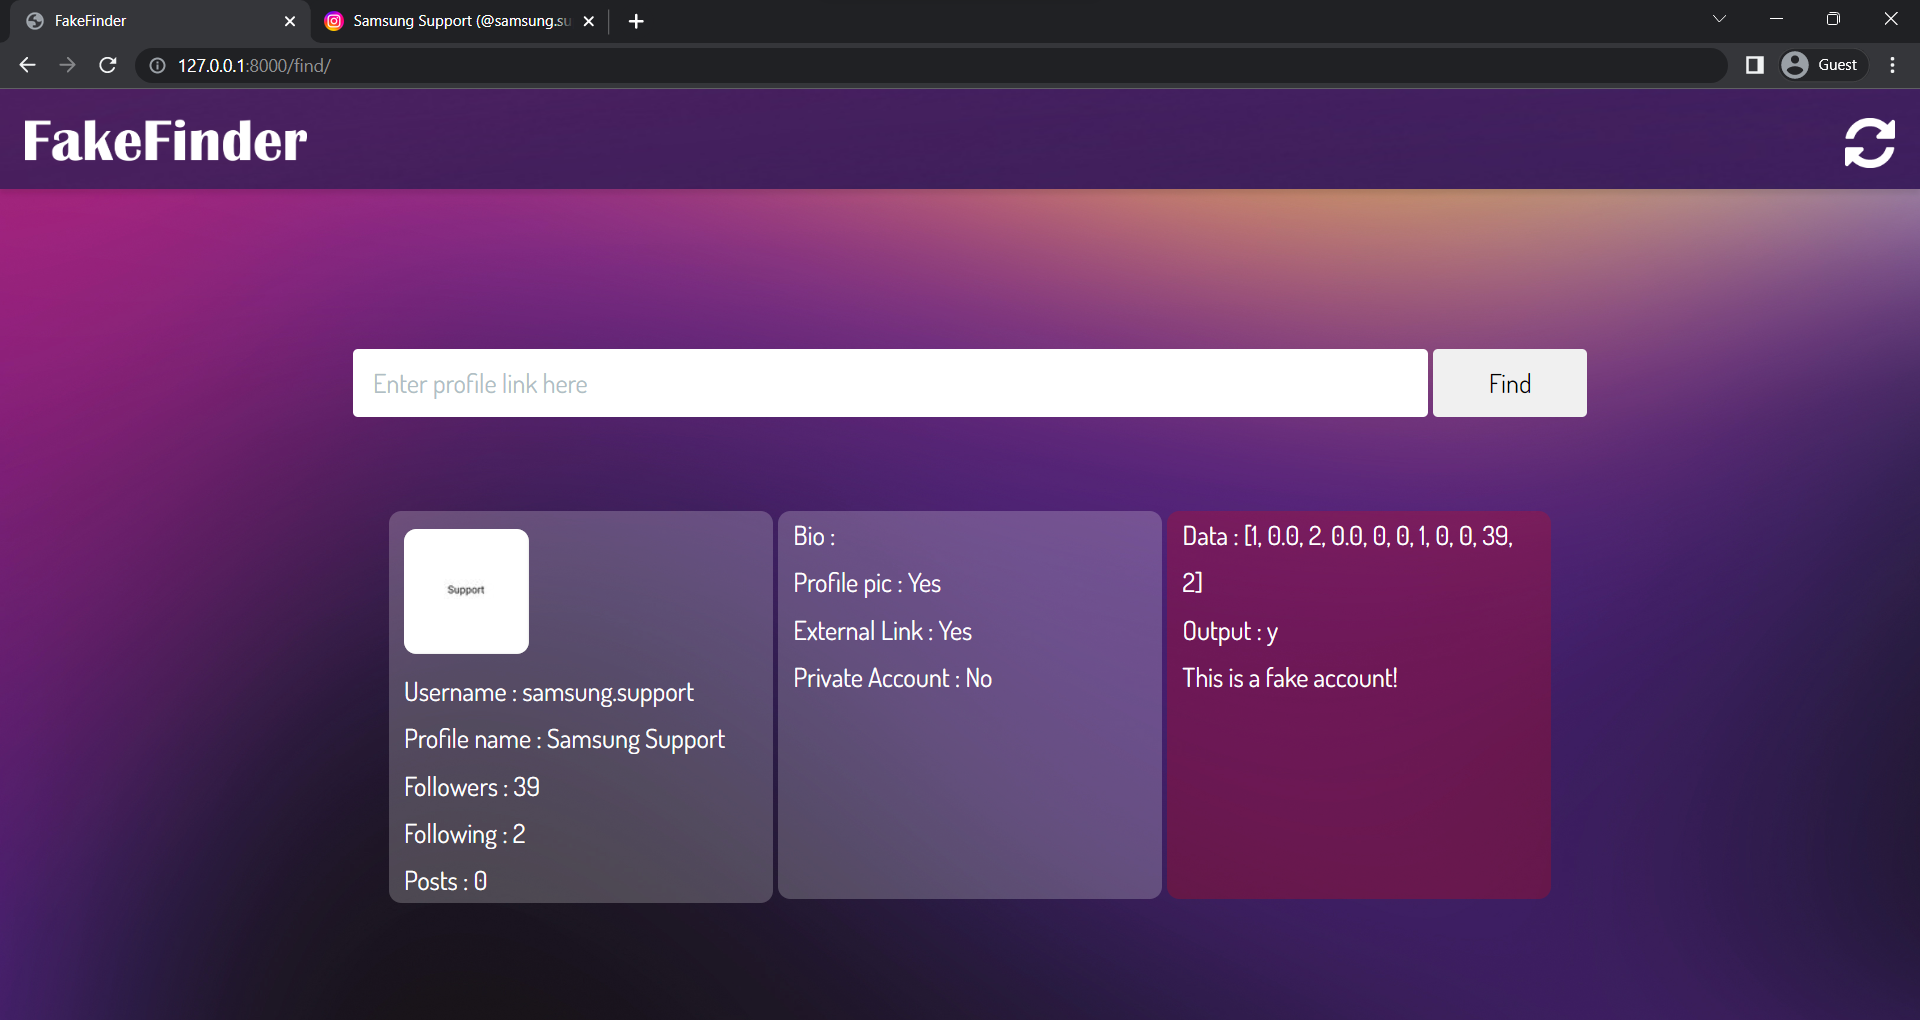 FakeFinder
Samsung Support (@samsung.su
127.0.0.1:8000/find/
Guest
FakeFinder
Enter profile link here
Find
Support
Username : samsung.support
Profile name : Samsung Support
Followers : 39
Following : 2
Posts : 0
Bio :
Profile pic : Yes
External Link : Yes
Private Account : No
Data : [1, 0.0, 2, 0.0, 0, 0, 1, 0, 0, 39,
2]
Output : y
This is a fake account!